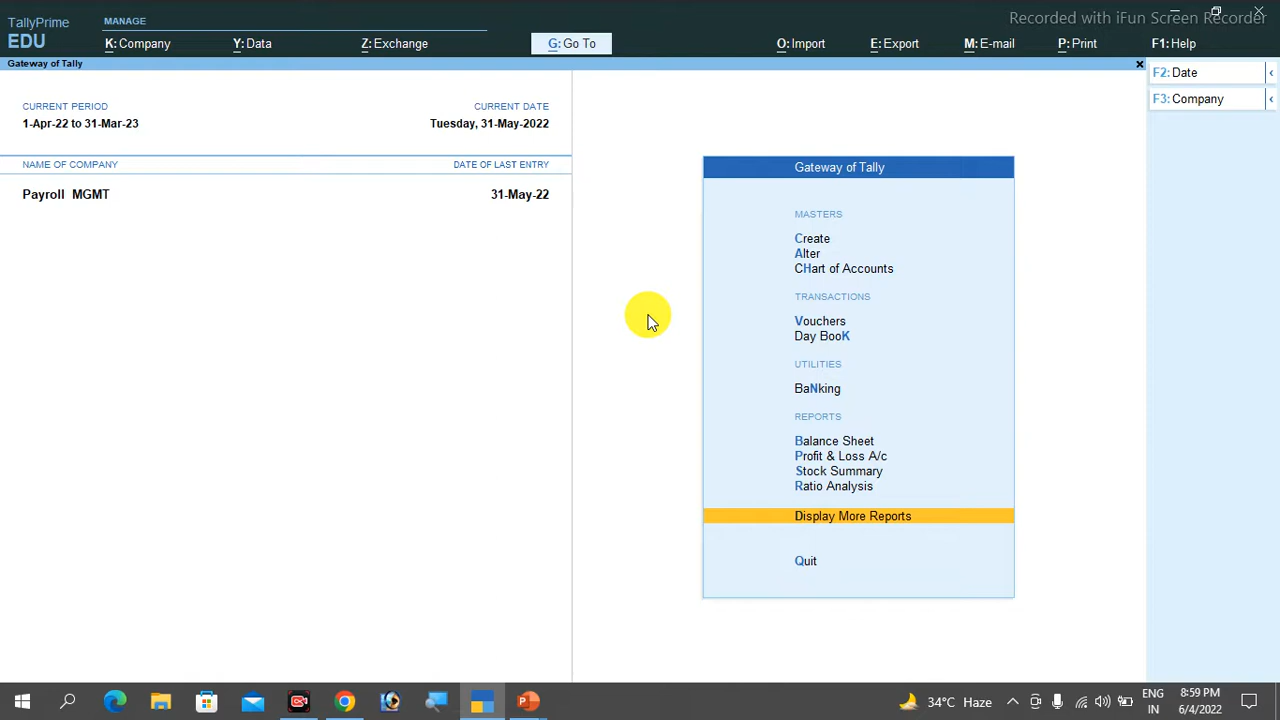 Recorded with iFun Screen Recorder
TallyPrime
EDU
MANAGE
K: Company
Y: Data
Z: Exchange
G: Go To
O: Import
E: Export
M: E-mail
P: Print
F1: Help
Gateway of Tally
F2: Date
F3: Company
CURRENT PERIOD
CURRENT DATE
1-Apr-22 to 31-Mar-23
Tuesday, 31-May-2022
NAME OF COMPANY
DATE OF LAST ENTRY
Payroll MGMT
31-May-22
Gateway of Tally
MASTERS
Create
Alter
CHart of Accounts
TRANSACTIONS
Vouchers
Day BooK
UTILITIES
BaNking
REPORTS
Balance Sheet
Profit & Loss A/c
Stock Summary
Ratio Analysis
Display More Reports
Quit
34°C Haze
ENG
IN
8:59 PM
6/4/2022